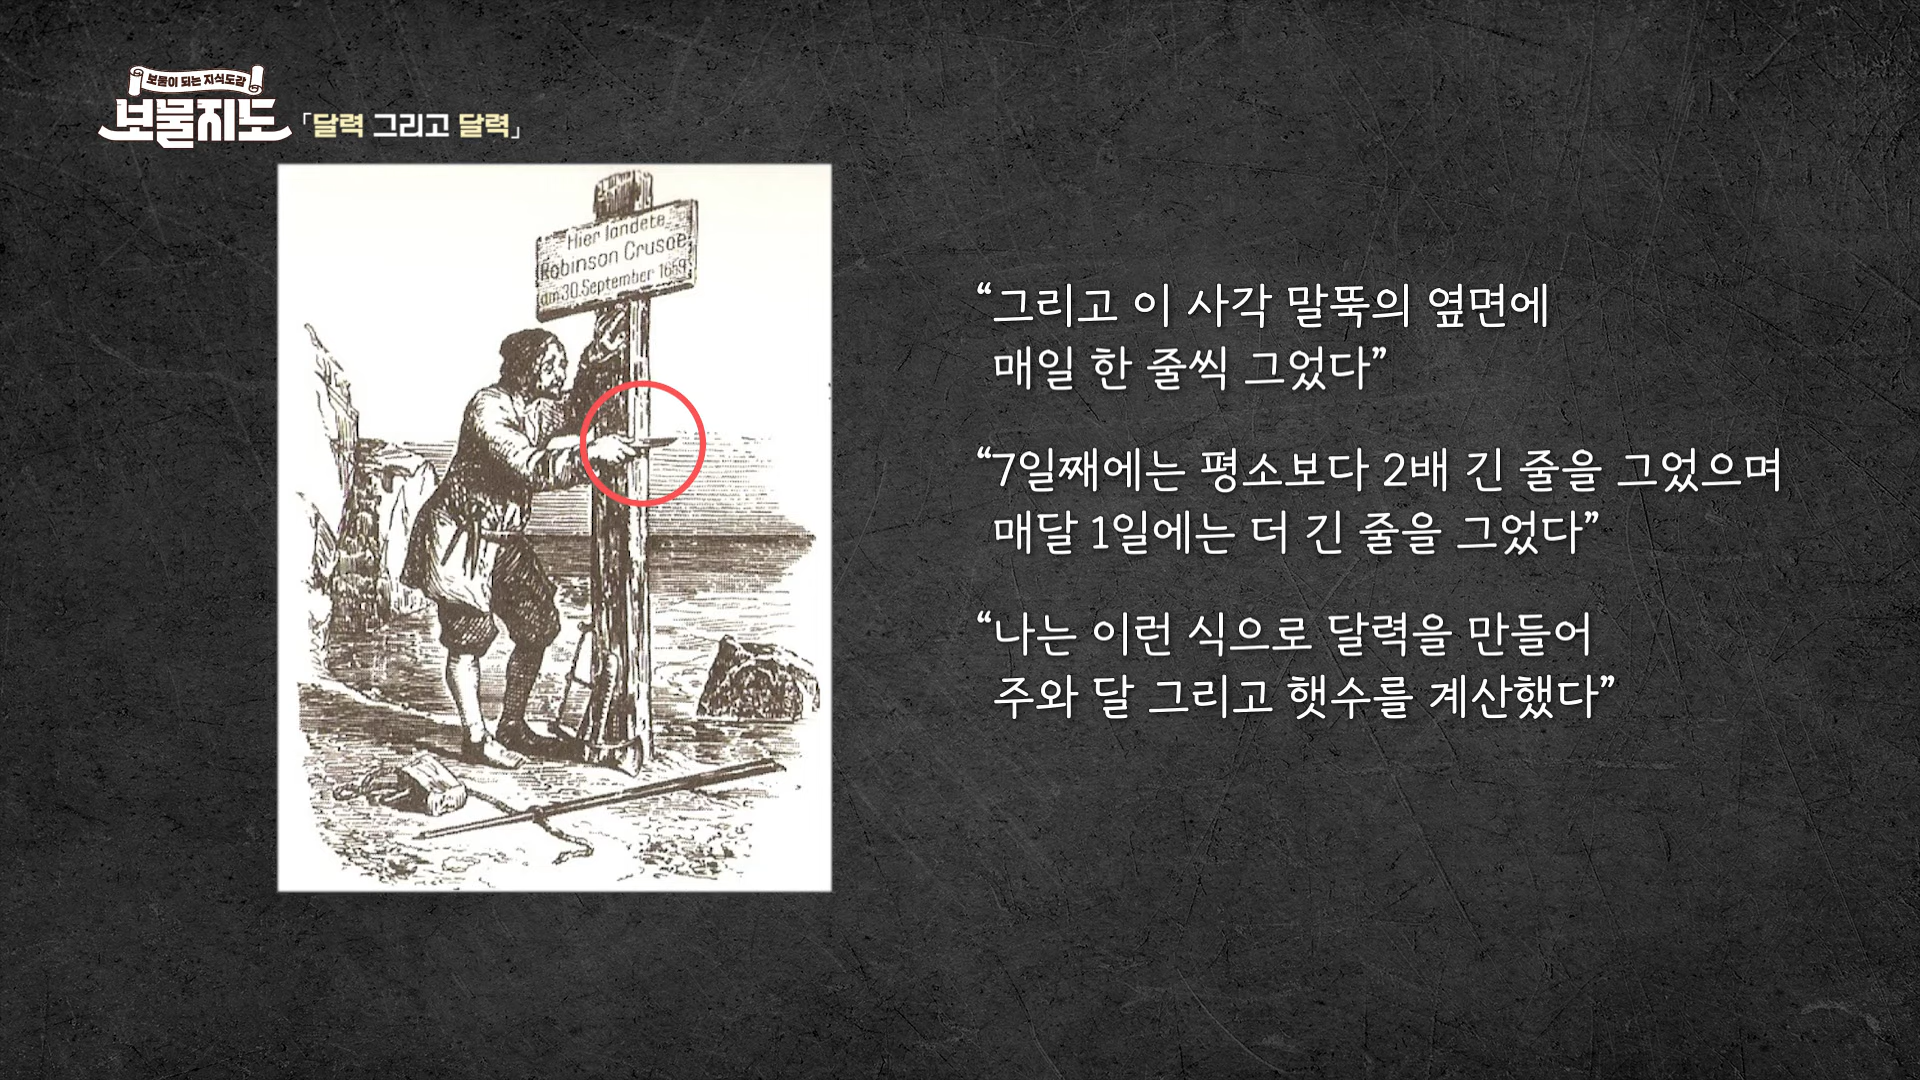 보물이 되는 지식도감
보물지도
「달력 그리고 달력」
Hier landete
Robinson Crusoe
am 30. September 1659
“그리고 이 사각 말뚝의 옆면에
매일 한 줄씩 그었다”
“7일째에는 평소보다 2배 긴 줄을 그었으며
매달 1일에는 더 긴 줄을 그었다”
“나는 이런 식으로 달력을 만들어
주와 달 그리고 햇수를 계산했다”